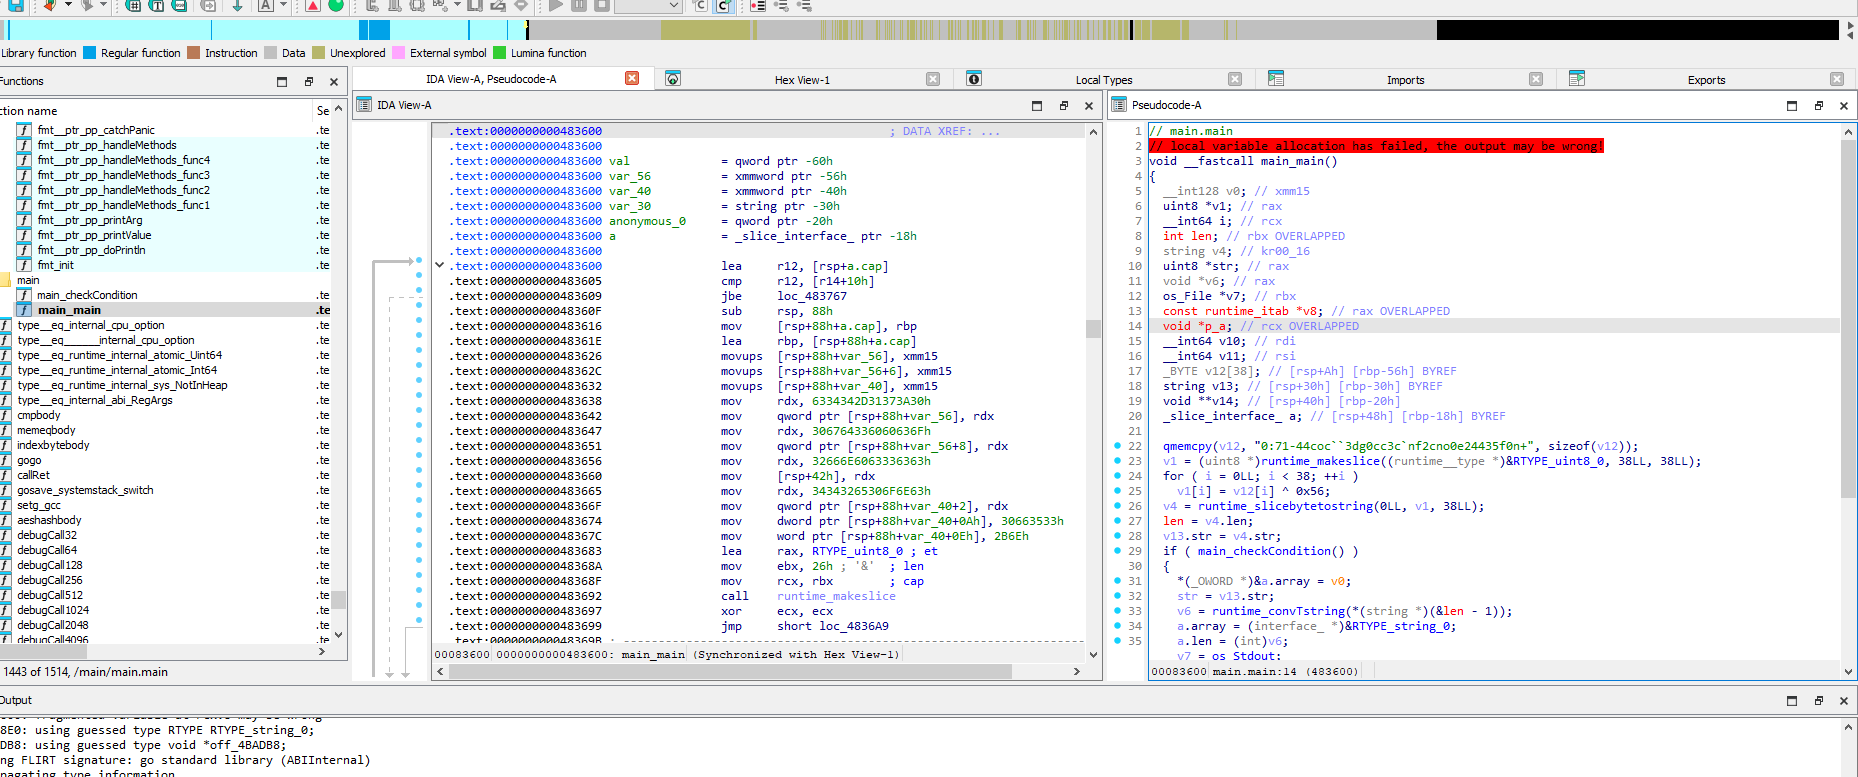 Library function Regular function Instruction Data Unexplored External symbol Lumina function
Functions
IDA View-A, Pseudocode-A
Hex View-1
Local Types
Imports
Exports
ction name Se
fmt__ptr_pp_catchPanic .te
fmt__ptr_pp_handleMethods .te
fmt__ptr_pp_handleMethods_func4 .te
fmt__ptr_pp_handleMethods_func3 .te
fmt__ptr_pp_handleMethods_func2 .te
fmt__ptr_pp_handleMethods_func1 .te
fmt__ptr_pp_printArg .te
fmt__ptr_pp_printValue .te
fmt__ptr_pp_doPrintln .te
fmt_init .te
main
main_checkCondition .te
main_main .te
type__eq_internal_cpu_option .te
type__eq______internal_cpu_option .te
type__eq_runtime_internal_atomic_Uint64 .te
type__eq_runtime_internal_atomic_Int64 .te
type__eq_runtime_internal_sys_NotInHeap .te
type__eq_internal_abi_RegArgs .te
cmpbody .te
memeqbody .te
indexbytebody .te
gogo .te
callRet .te
gosave_systemstack_switch .te
setg_gcc .te
aeshashbody .te
debugCall32 .te
debugCall64 .te
debugCall128 .te
debugCall256 .te
debugCall512 .te
debugCall1024 .te
debugCall2048 .te
debugCall4096 .te
1443 of 1514, /main/main.main
IDA View-A
.text:0000000000483600 ; DATA XREF: ...
.text:0000000000483600
.text:0000000000483600 val = qword ptr -60h
.text:0000000000483600 var_56 = xmmword ptr -56h
.text:0000000000483600 var_40 = xmmword ptr -40h
.text:0000000000483600 var_30 = string ptr -30h
.text:0000000000483600 anonymous_0 = qword ptr -20h
.text:0000000000483600 a = _slice_interface_ ptr -18h
.text:0000000000483600
.text:0000000000483600 lea r12, [rsp+a.cap]
.text:0000000000483605 cmp r12, [r14+10h]
.text:0000000000483609 jbe loc_483767
.text:000000000048360F sub rsp, 88h
.text:0000000000483616 mov [rsp+88h+a.cap], rbp
.text:000000000048361E lea rbp, [rsp+88h+a.cap]
.text:0000000000483626 movups [rsp+88h+var_56], xmm15
.text:000000000048362C movups [rsp+88h+var_56+6], xmm15
.text:0000000000483632 movups [rsp+88h+var_40], xmm15
.text:0000000000483638 mov rdx, 6334342D31373A30h
.text:0000000000483642 mov qword ptr [rsp+88h+var_56], rdx
.text:0000000000483647 mov rdx, 306764336060636Fh
.text:0000000000483651 mov qword ptr [rsp+88h+var_56+8], rdx
.text:0000000000483656 mov rdx, 32666E6063336363h
.text:0000000000483660 mov [rsp+42h], rdx
.text:0000000000483665 mov rdx, 34343265306F6E63h
.text:000000000048366F mov qword ptr [rsp+88h+var_40+2], rdx
.text:0000000000483674 mov dword ptr [rsp+88h+var_40+0Ah], 30663533h
.text:000000000048367C mov word ptr [rsp+88h+var_40+0Eh], 2B6Eh
.text:0000000000483683 lea rax, RTYPE_uint8_0 ; et
.text:000000000048368A mov ebx, 26h ; '&' ; len
.text:000000000048368F mov rcx, rbx ; cap
.text:0000000000483692 call runtime_makeslice
.text:0000000000483697 xor ecx, ecx
.text:0000000000483699 jmp short loc_4836A9
.text:000000000048369B ; ---------------------------------------------------------------
00083600 0000000000483600: main_main (Synchronized with Hex View-1)
Pseudocode-A
1 // main.main
2 // local variable allocation has failed, the output may be wrong!
3 void __fastcall main_main()
4 {
5 __int128 v0; // xmm15
6 uint8 *v1; // rax
7 __int64 i; // rcx
8 int len; // rbx OVERLAPPED
9 string v4; // kr00_16
10 uint8 *str; // rax
11 void *v6; // rax
12 os_File *v7; // rbx
13 const runtime_itab *v8; // rax OVERLAPPED
14 void *p_a; // rcx OVERLAPPED
15 __int64 v10; // rdi
16 __int64 v11; // rsi
17 _BYTE v12[38]; // [rsp+Ah] [rbp-56h] BYREF
18 string v13; // [rsp+30h] [rbp-30h] BYREF
19 void **v14; // [rsp+40h] [rbp-20h]
20 _slice_interface_ a; // [rsp+48h] [rbp-18h] BYREF
21
22 qmemcpy(v12, "0:71-44coc``3dg0cc3c`nf2cno0e24435f0n+", sizeof(v12));
23 v1 = (uint8 *)runtime_makeslice((runtime__type *)&RTYPE_uint8_0, 38LL, 38LL);
24 for ( i = 0LL; i < 38; ++i )
25 v1[i] = v12[i] ^ 0x56;
26 v4 = runtime_slicebytetostring(0LL, v1, 38LL);
27 len = v4.len;
28 v13.str = v4.str;
29 if ( main_checkCondition() )
30 {
31 *(_OWORD *)&a.array = v0;
32 str = v13.str;
33 v6 = runtime_convTstring(*(string *)(&len - 1));
34 a.array = (interface_ *)&RTYPE_string_0;
35 a.len = (int)v6;
v7 = os_Stdout;
00083600 main.main:14 (483600)
Output
8E0: using guessed type RTYPE RTYPE_string_0;
DB8: using guessed type void *off_4BADB8;
ng FLIRT signature: go standard library (ABIInternal)
pagating type information